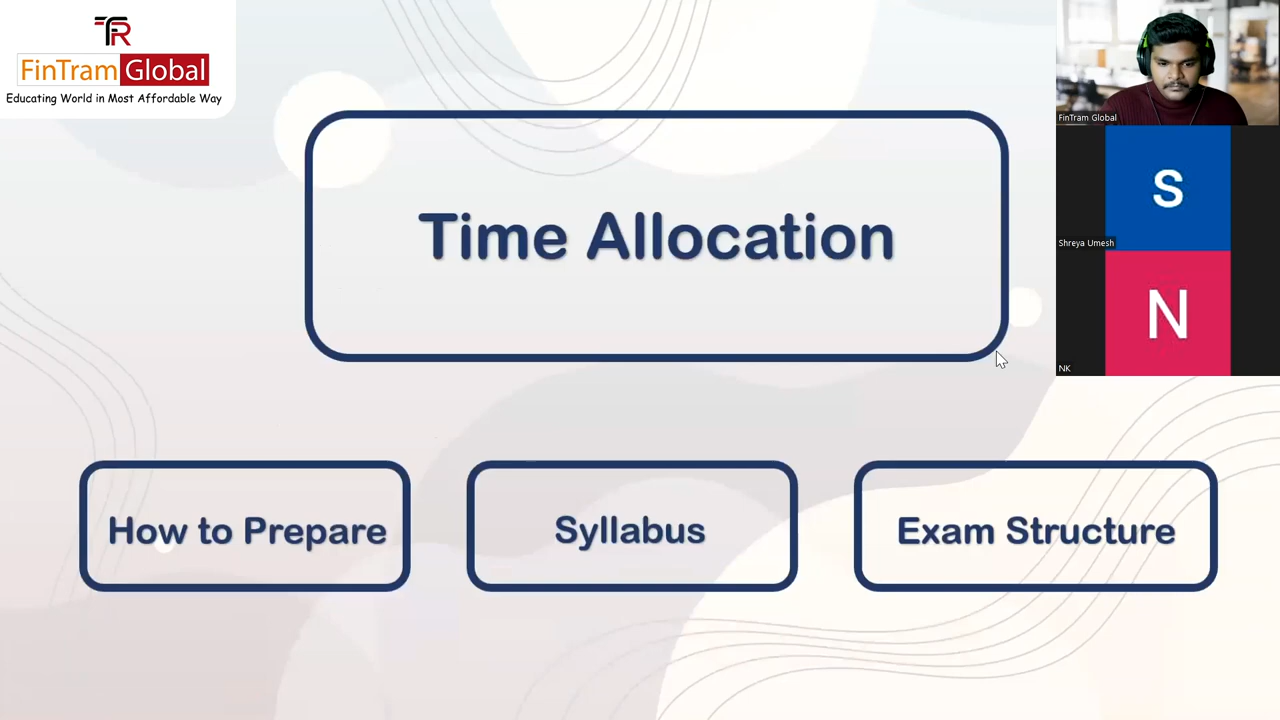 TR
FinTram Global
Educating World in Most Affordable Way
Time Allocation
How to Prepare
Syllabus
Exam Structure
FinTram Global
S
Shreya Umesh
N
NK